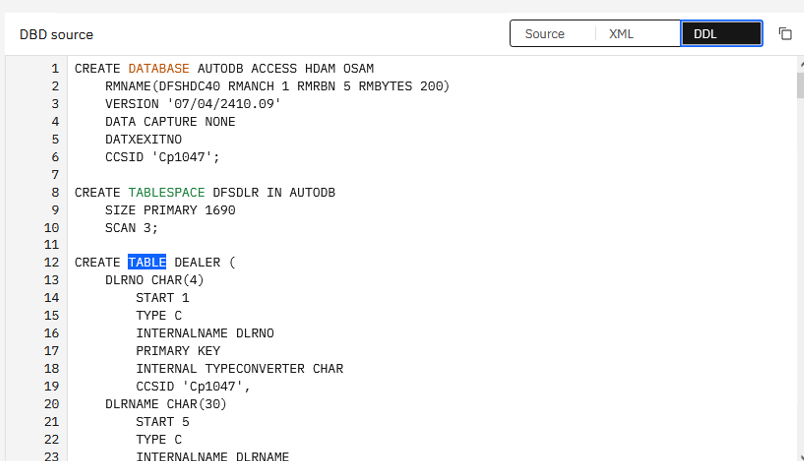 DBD source
Source XML DDL
1 CREATE DATABASE AUTODB ACCESS HDAM OSAM
2 RMNAME(DFSHDC40 RMANCH 1 RMRBN 5 RMBYTES 200)
3 VERSION '07/04/2410.09'
4 DATA CAPTURE NONE
5 DATXEXITNO
6 CCSID 'Cp1047';
7
8 CREATE TABLESPACE DFSDLR IN AUTODB
9 SIZE PRIMARY 1690
10 SCAN 3;
11
12 CREATE TABLE DEALER (
13 DLRNO CHAR(4)
14 START 1
15 TYPE C
16 INTERNALNAME DLRNO
17 PRIMARY KEY
18 INTERNAL TYPECONVERTER CHAR
19 CCSID 'Cp1047',
20 DLRNAME CHAR(30)
21 START 5
22 TYPE C
23 INTERNALNAME DLRNAME